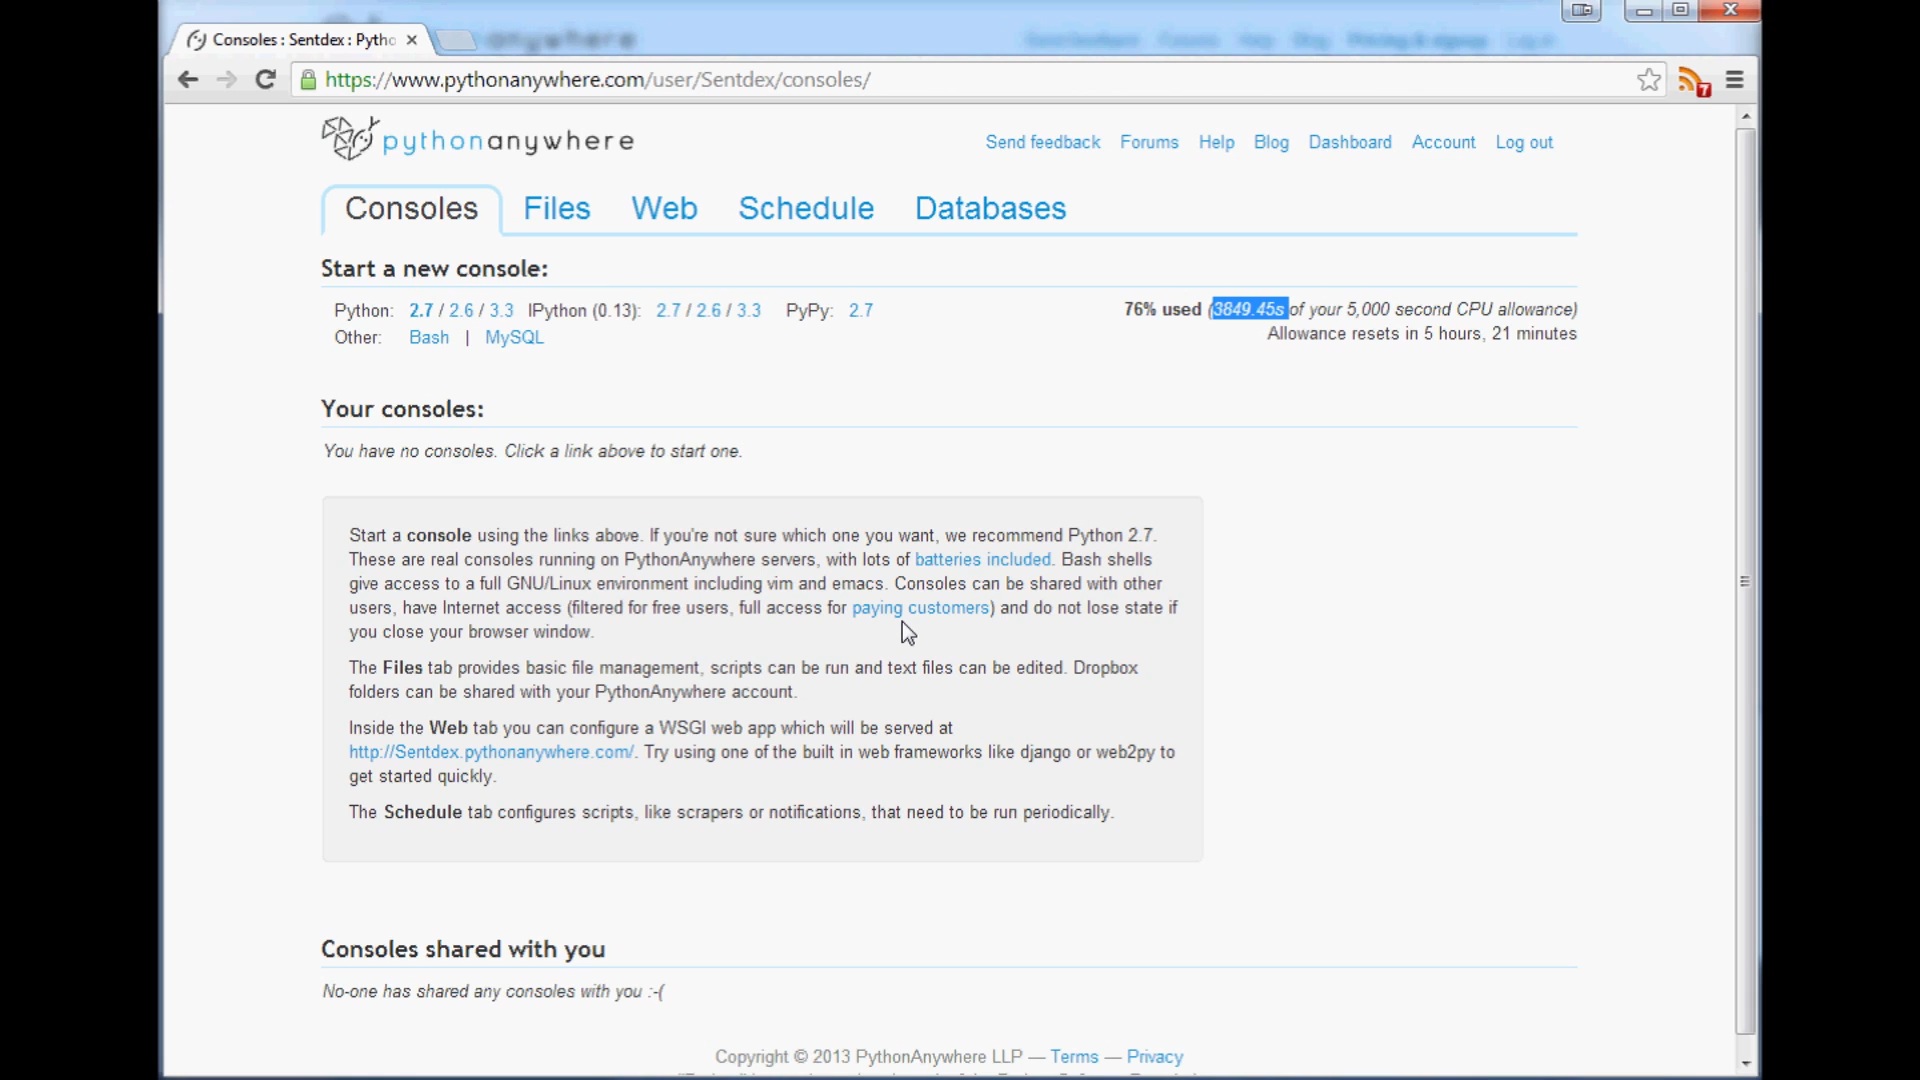 Consoles : Sentdex : Pytho
https://www.pythonanywhere.com/user/Sentdex/consoles/
7
pythonanywhere
Send feedback Forums Help Blog Dashboard Account Log out
Consoles Files Web Schedule Databases
Start a new console:
Python: 2.7 / 2.6 / 3.3 IPython (0.13): 2.7 / 2.6 / 3.3 PyPy: 2.7
76% used (3849.45s of your 5,000 second CPU allowance)
Other: Bash | MySQL
Allowance resets in 5 hours, 21 minutes
Your consoles:
You have no consoles. Click a link above to start one.
Start a console using the links above. If you're not sure which one you want, we recommend Python 2.7.
These are real consoles running on PythonAnywhere servers, with lots of batteries included. Bash shells
give access to a full GNU/Linux environment including vim and emacs. Consoles can be shared with other
users, have Internet access (filtered for free users, full access for paying customers) and do not lose state if
you close your browser window.
The Files tab provides basic file management, scripts can be run and text files can be edited. Dropbox
folders can be shared with your PythonAnywhere account.
Inside the Web tab you can configure a WSGI web app which will be served at
http://Sentdex.pythonanywhere.com/. Try using one of the built in web frameworks like django or web2py to
get started quickly.
The Schedule tab configures scripts, like scrapers or notifications, that need to be run periodically.
Consoles shared with you
No-one has shared any consoles with you :-(
Copyright © 2013 PythonAnywhere LLP — Terms — Privacy